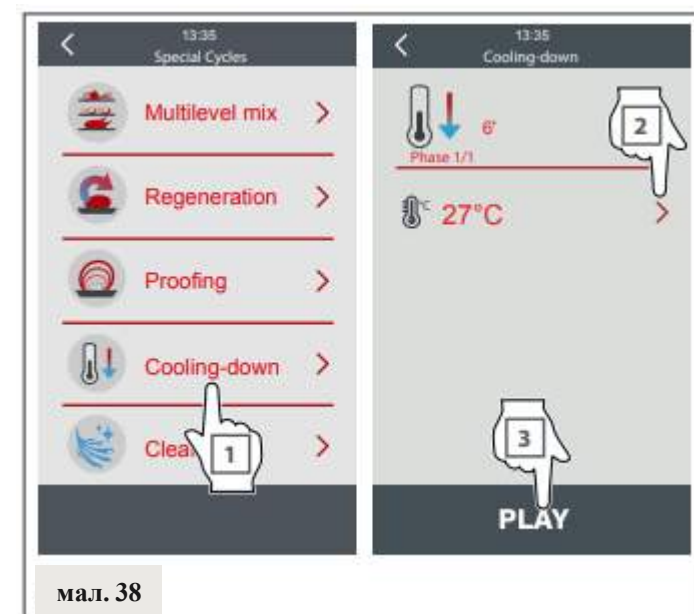 13:35
Special Cycles
Multilevel mix
Regeneration
Proofing
Cooling-down
1
13:35
Cooling-down
6'
Phase 1/1
2
27°C
3
PLAY
мал. 38